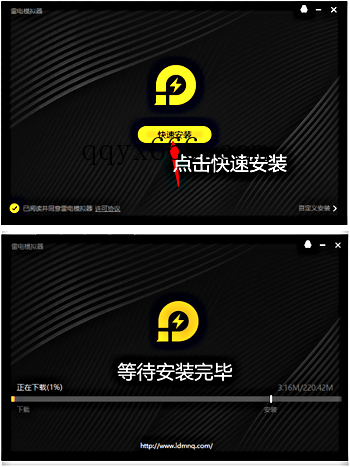 雷电模拟器
快速安装
点击快速安装
已阅读并同意雷电模拟器 许可协议
自定义安装
雷电模拟器
等待安装完毕
正在下载(1%)
3.16M/220.42M
下载
安装
http://www.ldmnq.com/